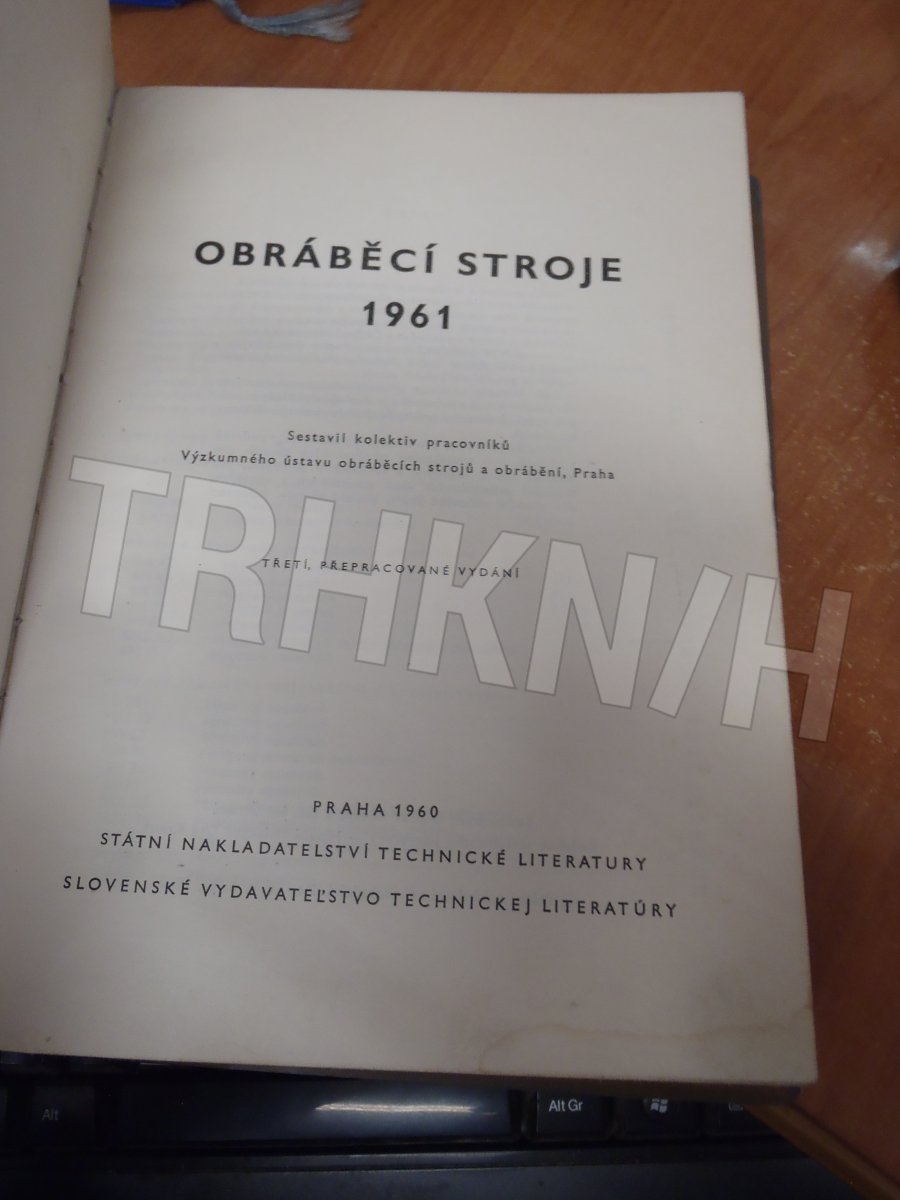 OBRÁBĚCÍ STROJE
1961
Sestavil kolektiv pracovníků
Výzkumného ústavu obráběcích strojů a obrábění, Praha
TRHKN/H
TŘETÍ, PŘEPRACOVANÉ VYDÁNÍ
PRAHA 1960
STÁTNÍ NAKLADATELSTVÍ TECHNICKÉ LITERATURY
SLOVENSKÉ VYDAVATEĽSTVO TECHNICKEJ LITERATÚRY
Alt
Alt Gr